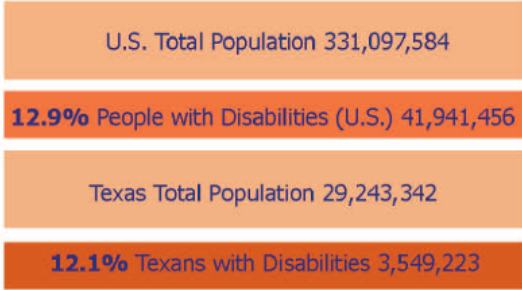 U.S. Total Population 331,097,584
12.9% People with Disabilities (U.S.) 41,941,456
Texas Total Population 29,243,342
12.1% Texans with Disabilities 3,549,223